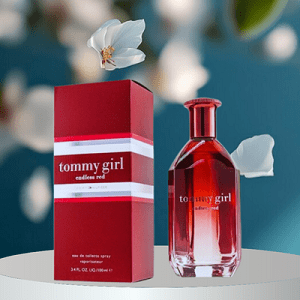 tommy girl
endless red
eau de toilette spray
vaporisateur
3.4 FL. OZ. LIQ./100 ml e
tommy girl
endless red